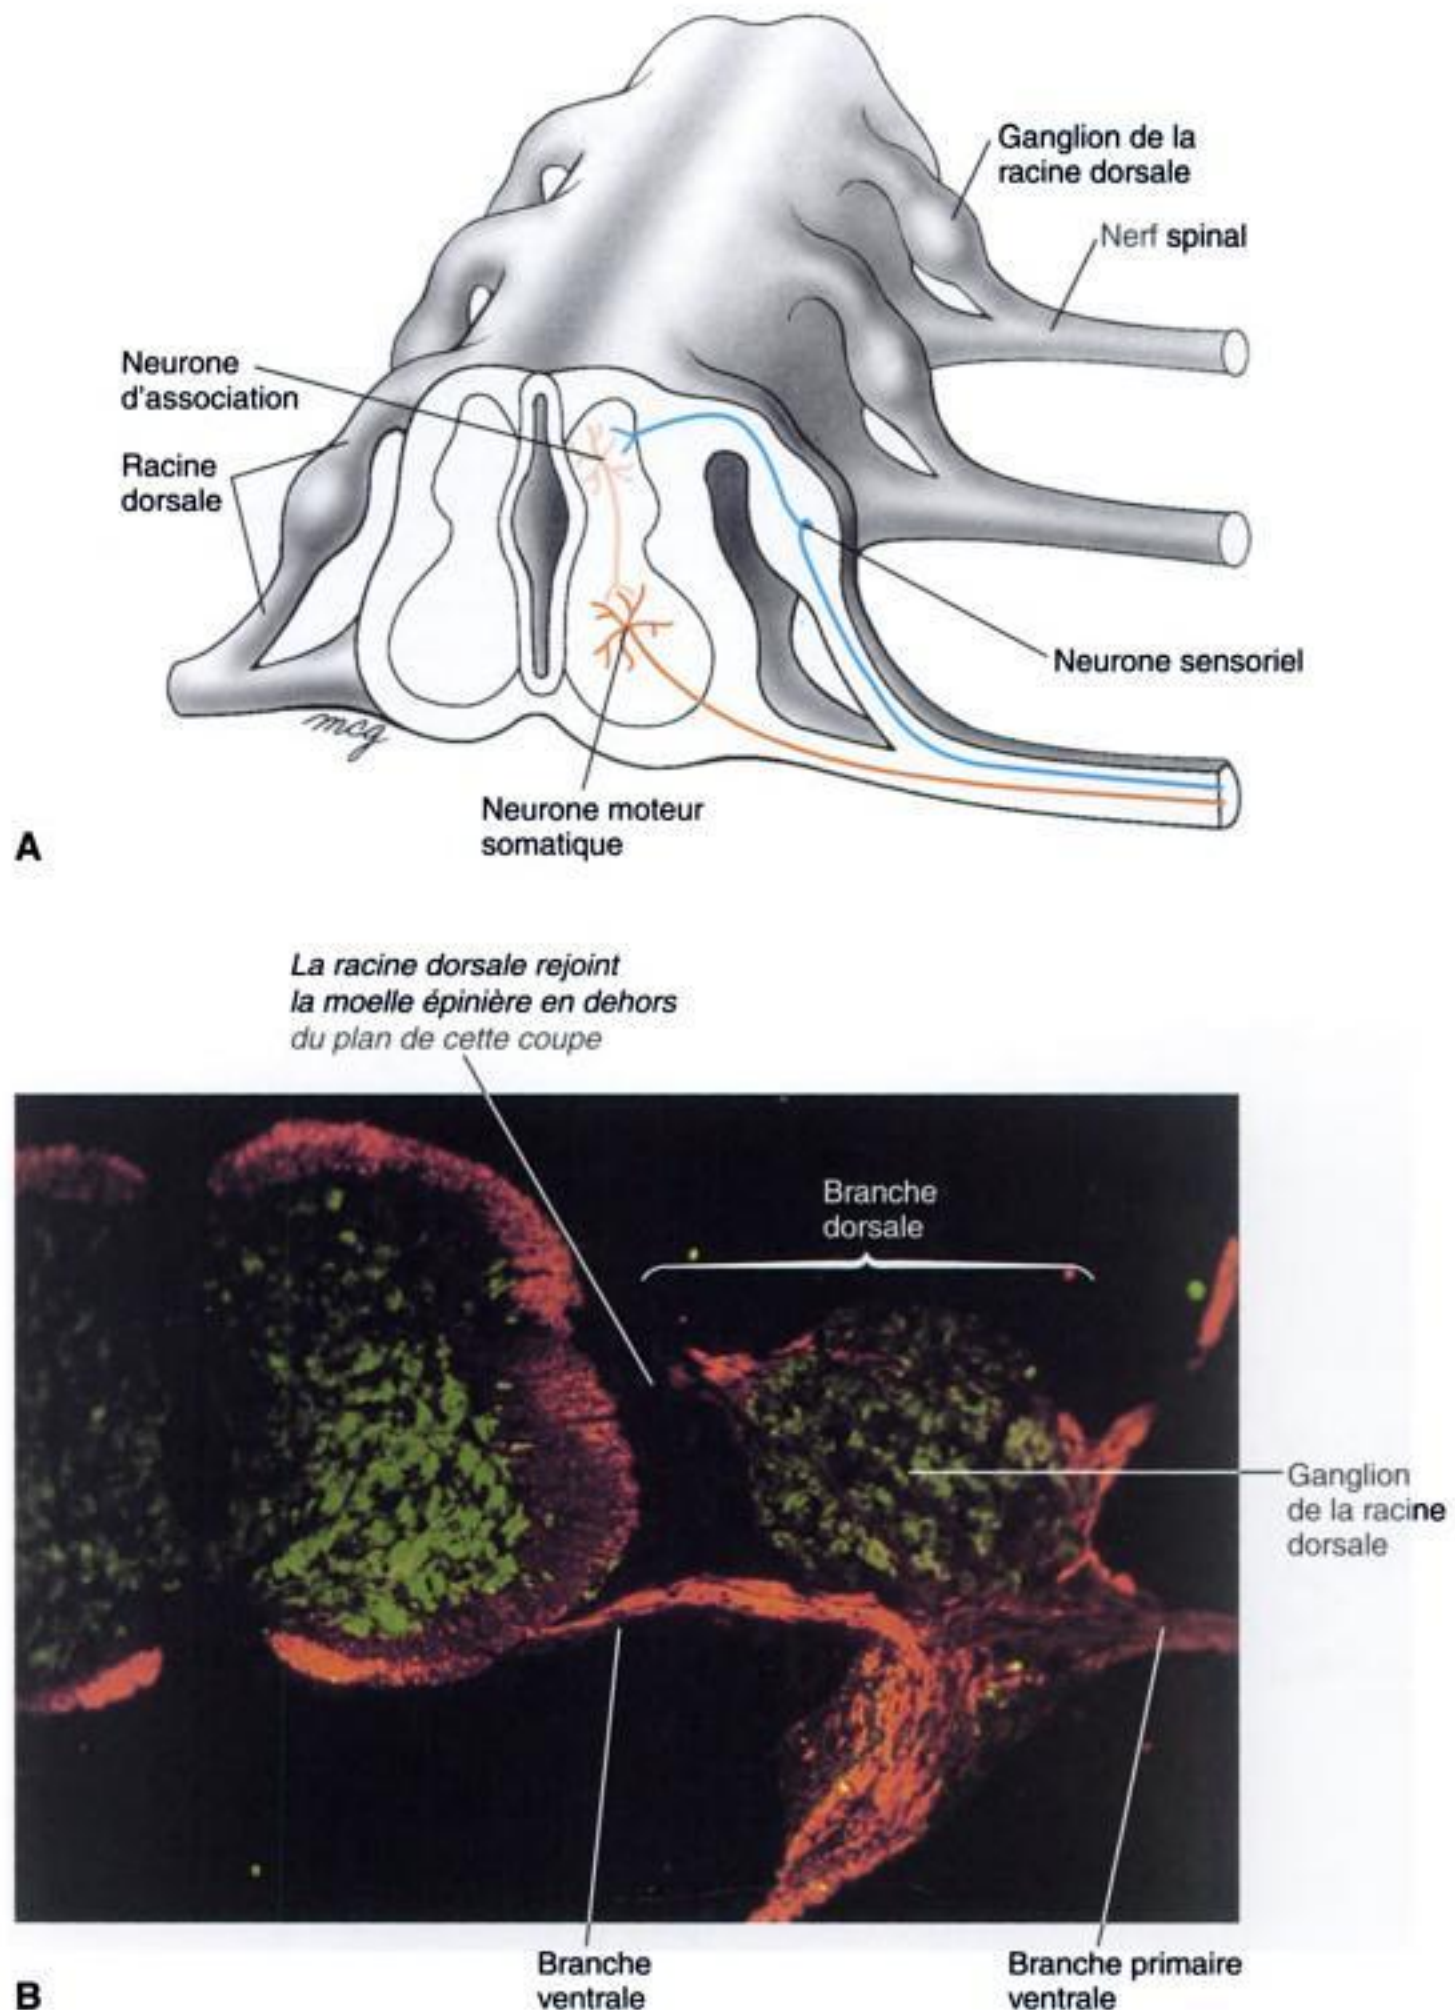 Ganglion de la
racine dorsale
Nerf spinal
Neurone
d'association
Racine
dorsale
Neurone sensoriel
mcg
Neurone moteur
somatique
A
La racine dorsale rejoint
la moelle épinière en dehors
du plan de cette coupe
Branche
dorsale
Ganglion
de la racine
dorsale
Branche
ventrale
Branche primaire
ventrale
B